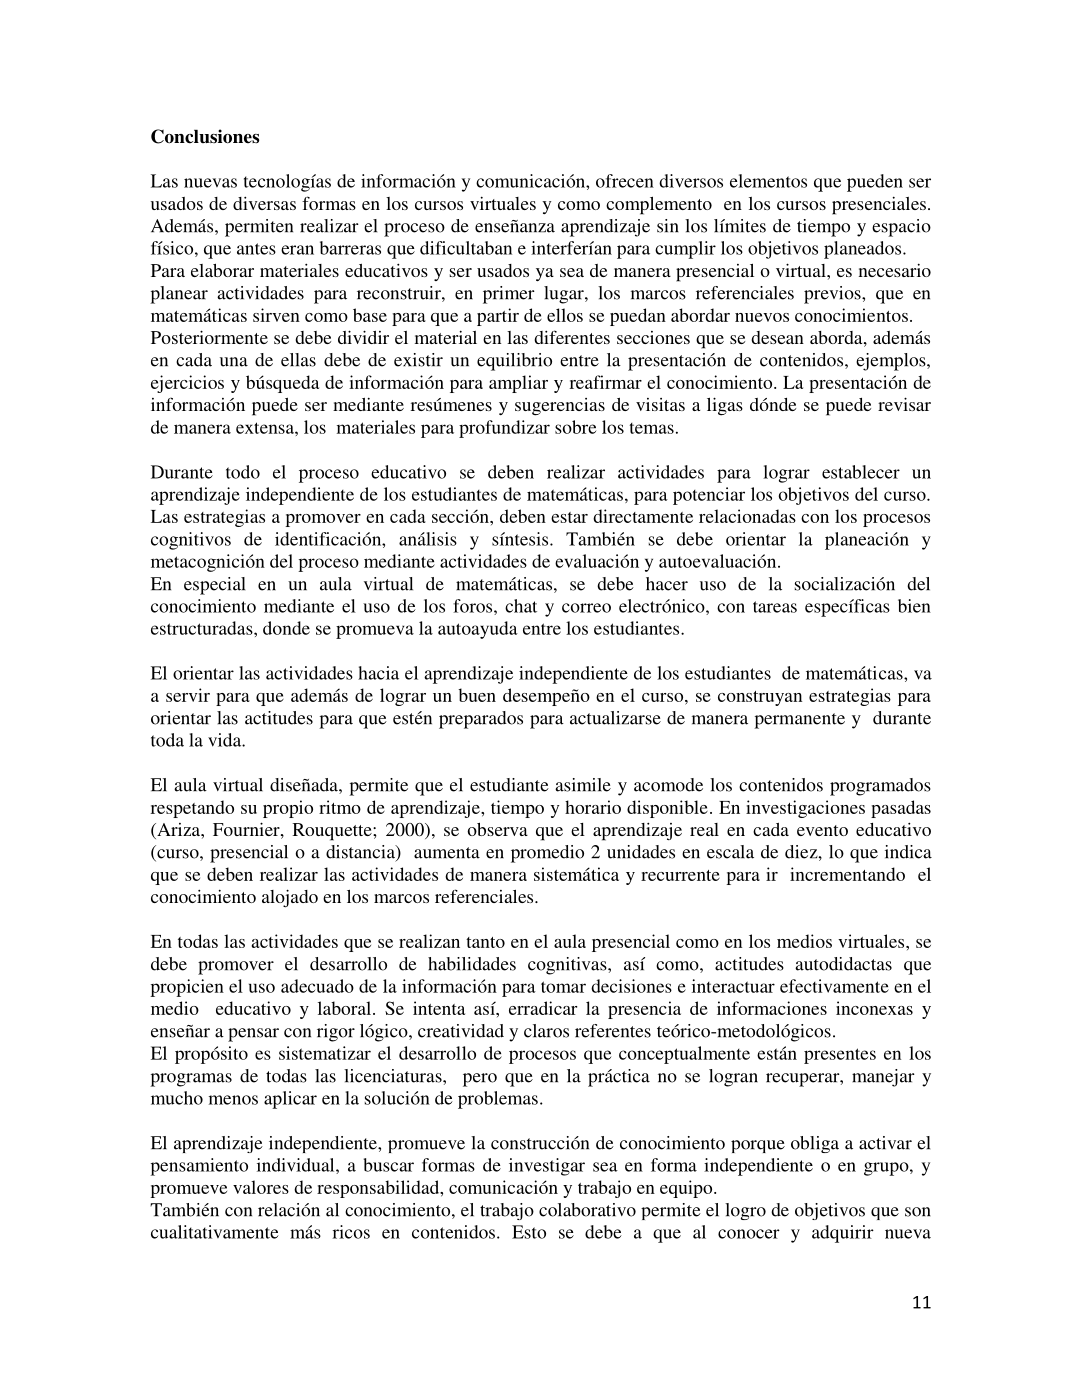 Conclusiones
Las nuevas tecnologías de información y comunicación, ofrecen diversos elementos que pueden ser
usados de diversas formas en los cursos virtuales y como complemento  en los cursos presenciales.
Además, permiten realizar el proceso de enseñanza aprendizaje sin los límites de tiempo y espacio
físico, que antes eran barreras que dificultaban e interferían para cumplir los objetivos planeados.
Para elaborar materiales educativos y ser usados ya sea de manera presencial o virtual, es necesario
planear actividades para reconstruir, en primer lugar, los marcos referenciales previos, que en
matemáticas sirven como base para que a partir de ellos se puedan abordar nuevos conocimientos.
Posteriormente se debe dividir el material en las diferentes secciones que se desean aborda, además
en cada una de ellas debe de existir un equilibrio entre la presentación de contenidos, ejemplos,
ejercicios y búsqueda de información para ampliar y reafirmar el conocimiento. La presentación de
información puede ser mediante resúmenes y sugerencias de visitas a ligas dónde se puede revisar
de manera extensa, los  materiales para profundizar sobre los temas.
Durante todo el proceso educativo se deben realizar actividades para lograr establecer un
aprendizaje independiente de los estudiantes de matemáticas, para potenciar los objetivos del curso.
Las estrategias a promover en cada sección, deben estar directamente relacionadas con los procesos
cognitivos de identificación, análisis y síntesis. También se debe orientar la planeación y
metacognición del proceso mediante actividades de evaluación y autoevaluación.
En especial en un aula virtual de matemáticas, se debe hacer uso de la socialización del
conocimiento mediante el uso de los foros, chat y correo electrónico, con tareas específicas bien
estructuradas, donde se promueva la autoayuda entre los estudiantes.
El orientar las actividades hacia el aprendizaje independiente de los estudiantes  de matemáticas, va
a servir para que además de lograr un buen desempeño en el curso, se construyan estrategias para
orientar las actitudes para que estén preparados para actualizarse de manera permanente y  durante
toda la vida.
El aula virtual diseñada, permite que el estudiante asimile y acomode los contenidos programados
respetando su propio ritmo de aprendizaje, tiempo y horario disponible. En investigaciones pasadas
(Ariza, Fournier, Rouquette; 2000), se observa que el aprendizaje real en cada evento educativo
(curso, presencial o a distancia)  aumenta en promedio 2 unidades en escala de diez, lo que indica
que se deben realizar las actividades de manera sistemática y recurrente para ir  incrementando  el
conocimiento alojado en los marcos referenciales.
En todas las actividades que se realizan tanto en el aula presencial como en los medios virtuales, se
debe promover el desarrollo de habilidades cognitivas, así como, actitudes autodidactas que
propicien el uso adecuado de la información para tomar decisiones e interactuar efectivamente en el
medio  educativo y laboral. Se intenta así, erradicar la presencia de informaciones inconexas y
enseñar a pensar con rigor lógico, creatividad y claros referentes teórico-metodológicos.
El propósito es sistematizar el desarrollo de procesos que conceptualmente están presentes en los
programas de todas las licenciaturas,  pero que en la práctica no se logran recuperar, manejar y
mucho menos aplicar en la solución de problemas.
El aprendizaje independiente, promueve la construcción de conocimiento porque obliga a activar el
pensamiento individual, a buscar formas de investigar sea en forma independiente o en grupo, y
promueve valores de responsabilidad, comunicación y trabajo en equipo.
También con relación al conocimiento, el trabajo colaborativo permite el logro de objetivos que son
cualitativamente más ricos en contenidos. Esto se debe a que al conocer y adquirir nueva
11